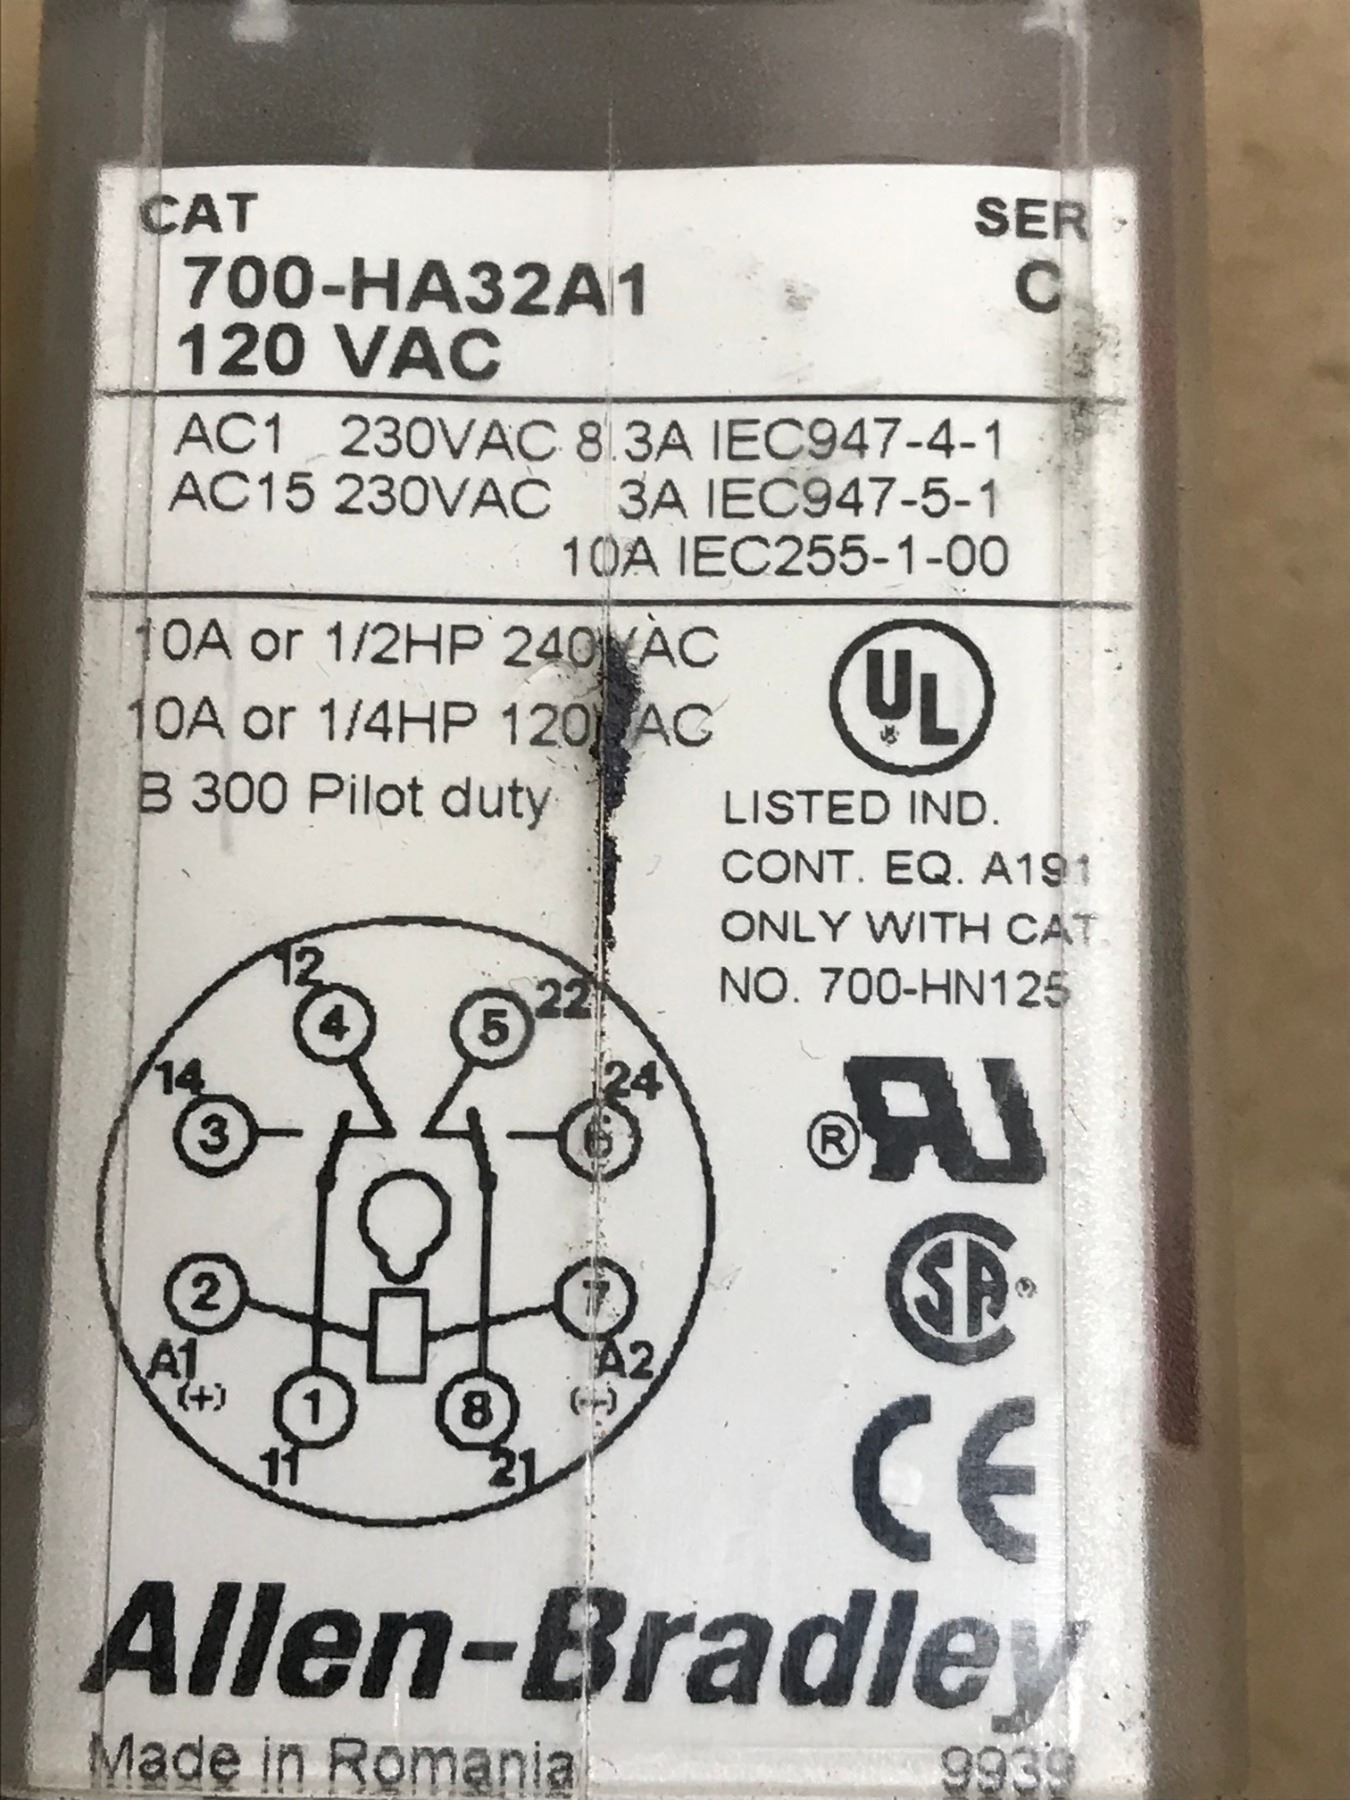 CAT SER
700-HA32A1 C
120 VAC
AC1 230VAC 8.3A IEC947-4-1
AC15 230VAC 3A IEC947-5-1
10A IEC255-1-00
10A or 1/2HP 240VAC
10A or 1/4HP 120VAC
B 300 Pilot duty
UL
LISTED IND.
CONT. EQ. A191
ONLY WITH CAT.
NO. 700-HN125
12 22
4 5
14 24
3 6
2 7
A1 A2
(+) (-)
1 8
11 21
® RU
SA
CE
Allen-Bradley
Made in Romania 9939